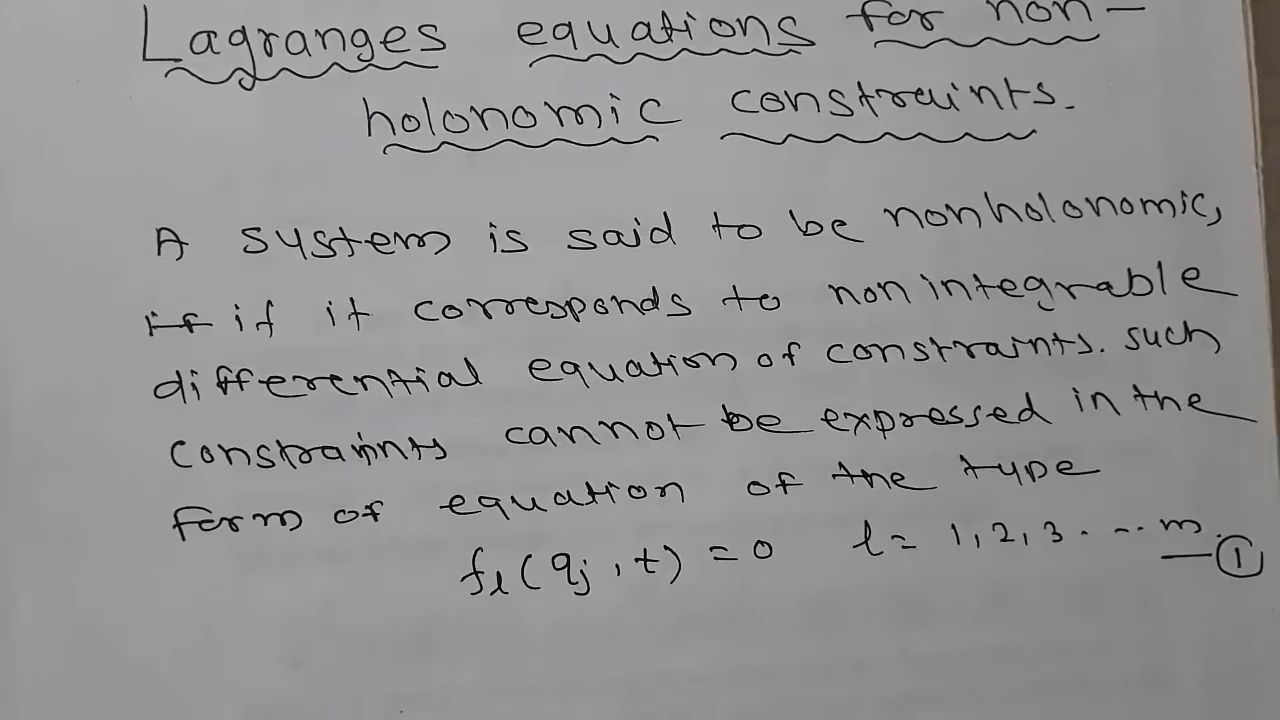 Lagranges equations for non-
holonomic constraints.
A system is said to be nonholonomic,
if if it corresponds to non integrable
differential equation of constraints. such
constraints cannot be expressed in the
form of equation of the type
fl(qj,t) = 0 l = 1,2,3..... m. —①